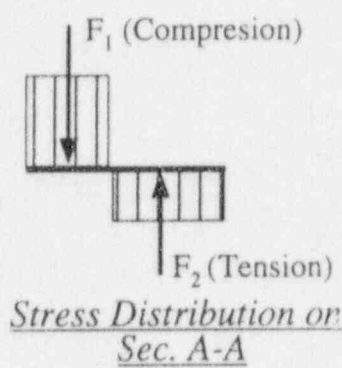 F1 (Compresion)
F2 (Tension)
Stress Distribution on
Sec. A-A